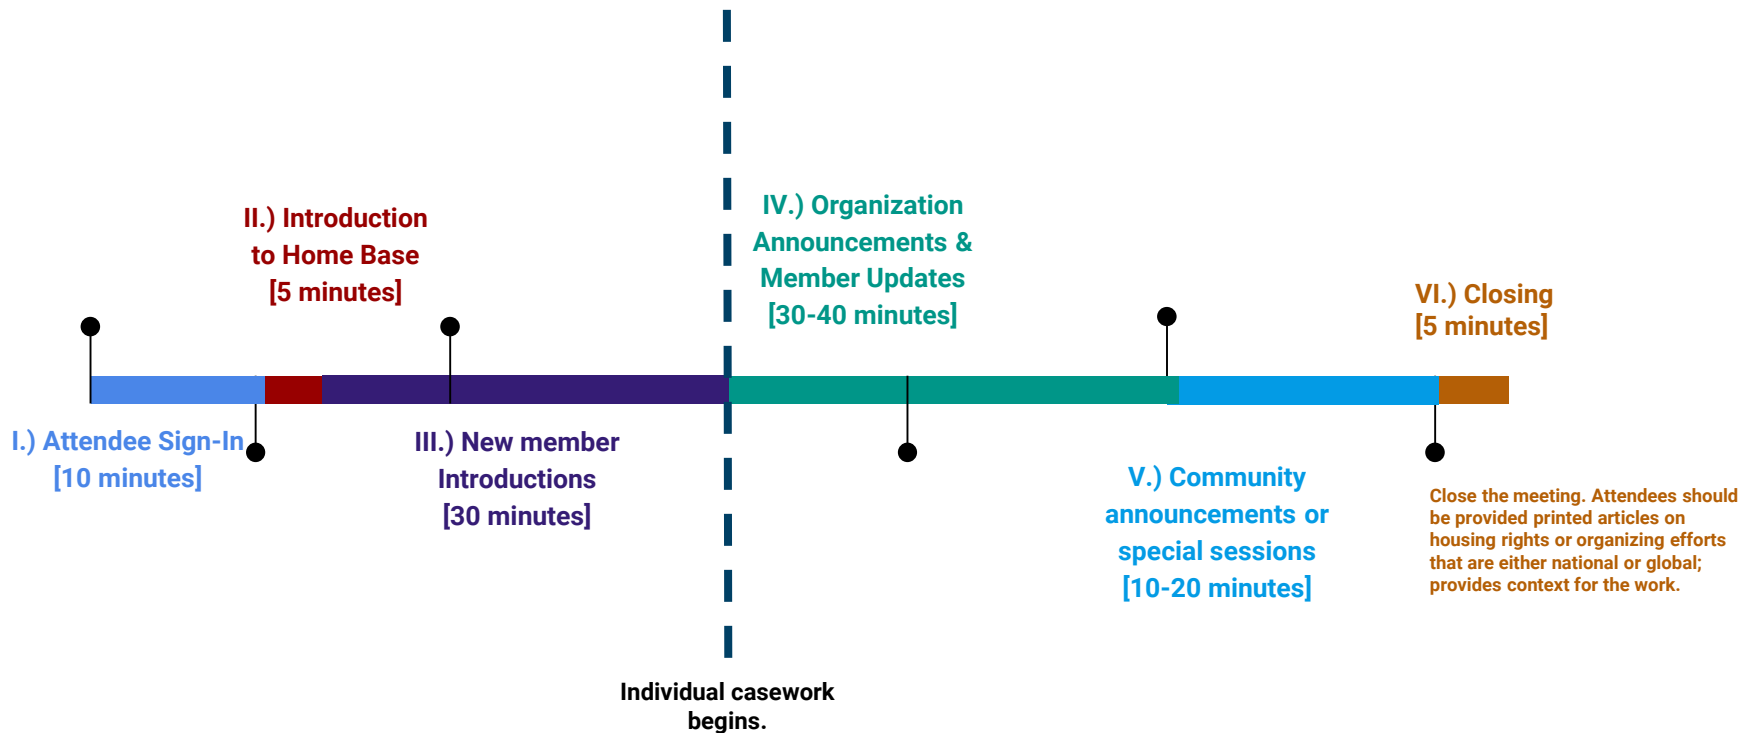 I.) Attendee Sign-In
[10 minutes]
II.) Introduction
to Home Base
[5 minutes]
III.) New member
Introductions
[30 minutes]
Individual casework
begins.
IV.) Organization
Announcements &
Member Updates
[30-40 minutes]
V.) Community
announcements or
special sessions
[10-20 minutes]
VI.) Closing
[5 minutes]
Close the meeting. Attendees should
be provided printed articles on
housing rights or organizing efforts
that are either national or global;
provides context for the work.